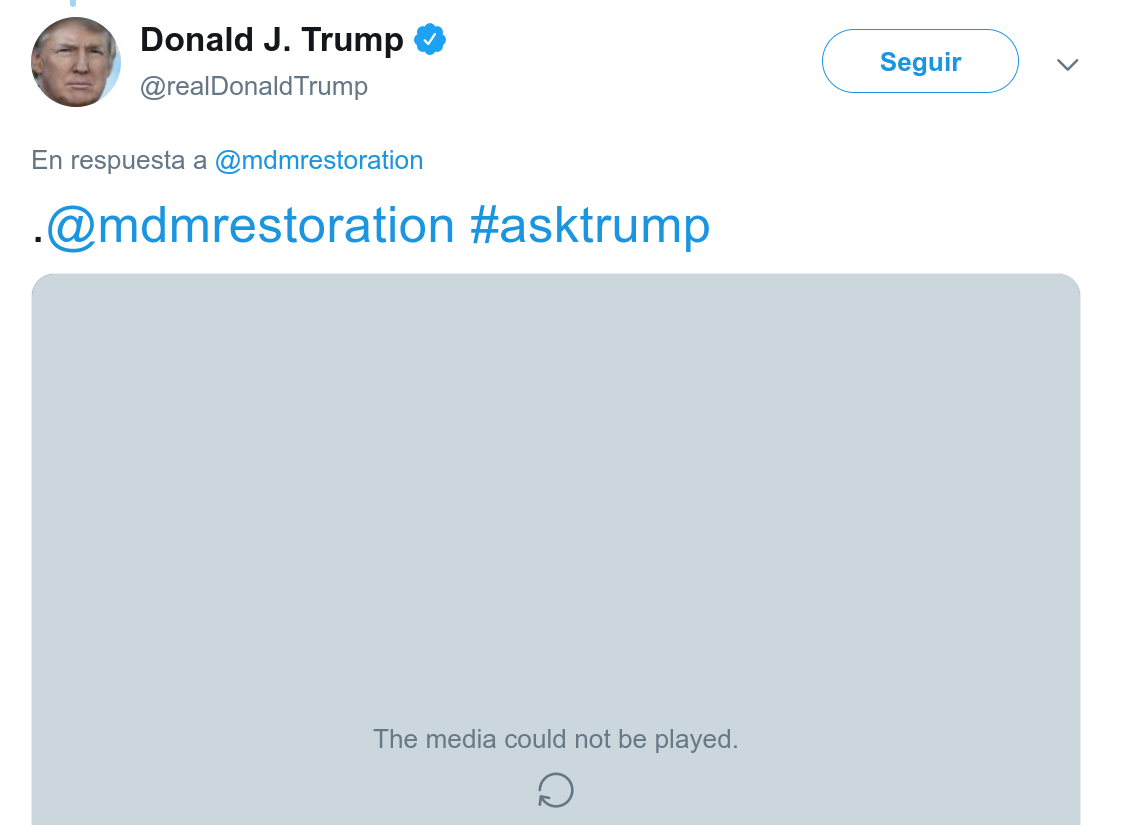 Donald J. Trump
@realDonaldTrump
Seguir
En respuesta a @mdmrestoration
.@mdmrestoration #asktrump
The media could not be played.